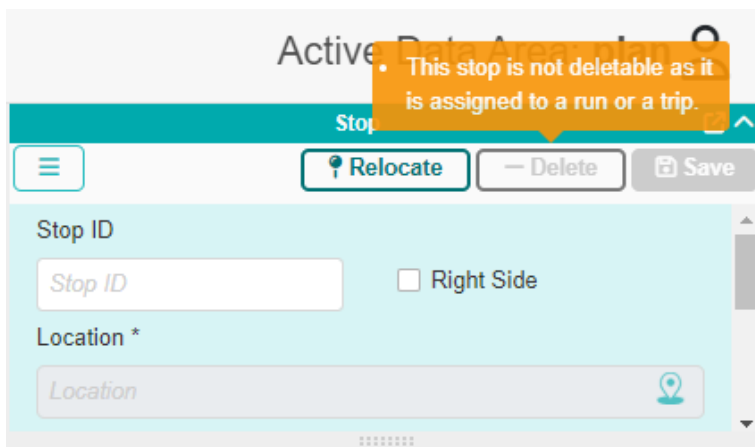 Active Data Area: plan
• This stop is not deletable as it
is assigned to a run or a trip.
Stop
Relocate
Delete
Save
Stop ID
Stop ID
Right Side
Location *
Location